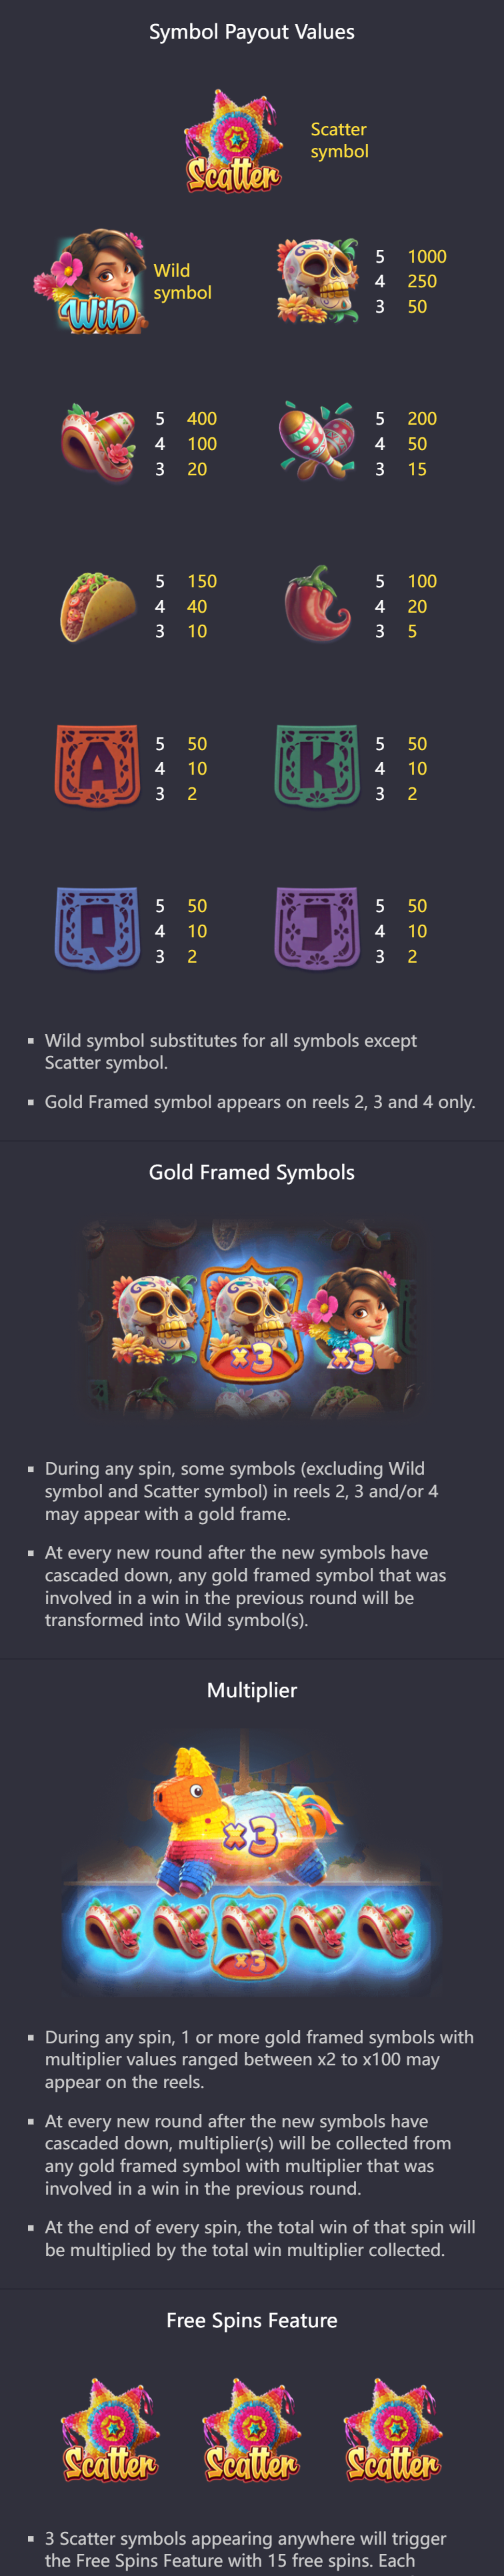 Symbol Payout Values
Scatter
Scatter
symbol
Wild
Wild
symbol
5 1000
4 250
3 50
5 400
4 100
3 20
5 200
4 50
3 15
5 150
4 40
3 10
5 100
4 20
3 5
A
5 50
4 10
3 2
K
5 50
4 10
3 2
Q
5 50
4 10
3 2
J
5 50
4 10
3 2
▪ Wild symbol substitutes for all symbols except
Scatter symbol.
▪ Gold Framed symbol appears on reels 2, 3 and 4 only.
Gold Framed Symbols
x3 x3
▪ During any spin, some symbols (excluding Wild
symbol and Scatter symbol) in reels 2, 3 and/or 4
may appear with a gold frame.
▪ At every new round after the new symbols have
cascaded down, any gold framed symbol that was
involved in a win in the previous round will be
transformed into Wild symbol(s).
Multiplier
x3
x3
▪ During any spin, 1 or more gold framed symbols with
multiplier values ranged between x2 to x100 may
appear on the reels.
▪ At every new round after the new symbols have
cascaded down, multiplier(s) will be collected from
any gold framed symbol with multiplier that was
involved in a win in the previous round.
▪ At the end of every spin, the total win of that spin will
be multiplied by the total win multiplier collected.
Free Spins Feature
Scatter Scatter Scatter
▪ 3 Scatter symbols appearing anywhere will trigger
the Free Spins Feature with 15 free spins. Each